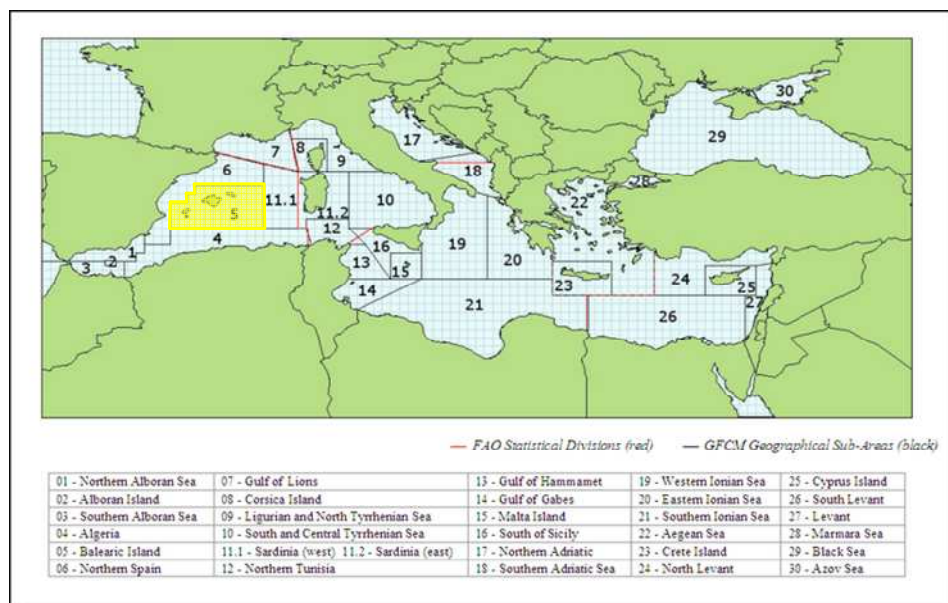 30
29
17
7
8
9
18
6
28
22
11.1
10
5
11.2
12
4
19
16
1
20
24
3
2
13
15
23
25
14
27
21
26
FAO Statistical Divisions (red)
GFCM Geographical Sub-Areas (black)
01 - Northern Alboran Sea
07 - Gulf of Lions
13 - Gulf of Hammamet
19 - Western Ionian Sea
25 - Cyprus Island
02 - Alboran Island
08 - Corsica Island
14 - Gulf of Gabes
20 - Eastern Ionian Sea
26 - South Levant
03 - Southern Alboran Sea
09 - Ligurian and North Tyrrhenian Sea
15 - Malta Island
21 - Southern Ionian Sea
27 - Levant
04 - Algeria
10 - South and Central Tyrrhenian Sea
16 - South of Sicily
22 - Aegean Sea
28 - Marmara Sea
05 - Balearic Island
11.1 - Sardinia (west) 11.2 - Sardinia (east)
17 - Northern Adriatic
23 - Crete Island
29 - Black Sea
06 - Northern Spain
12 - Northern Tunisia
18 - Southern Adriatic Sea
24 - North Levant
30 - Azov Sea